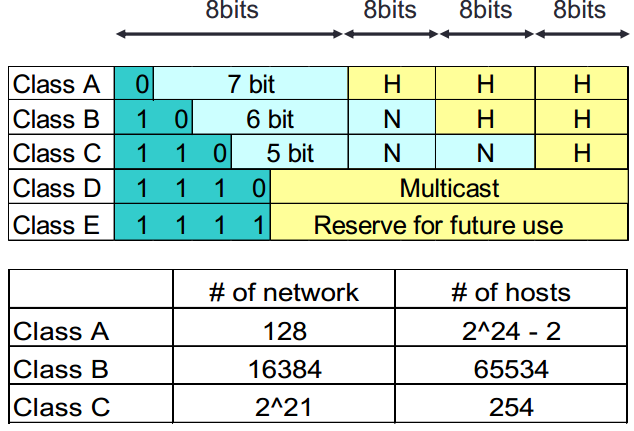 8bits 8bits 8bits 8bits
Class A 0 7 bit H H H
Class B 1 0 6 bit N H H
Class C 1 1 0 5 bit N N H
Class D 1 1 1 0 Multicast
Class E 1 1 1 1 Reserve for future use
# of network # of hosts
Class A 128 2^24 - 2
Class B 16384 65534
Class C 2^21 254